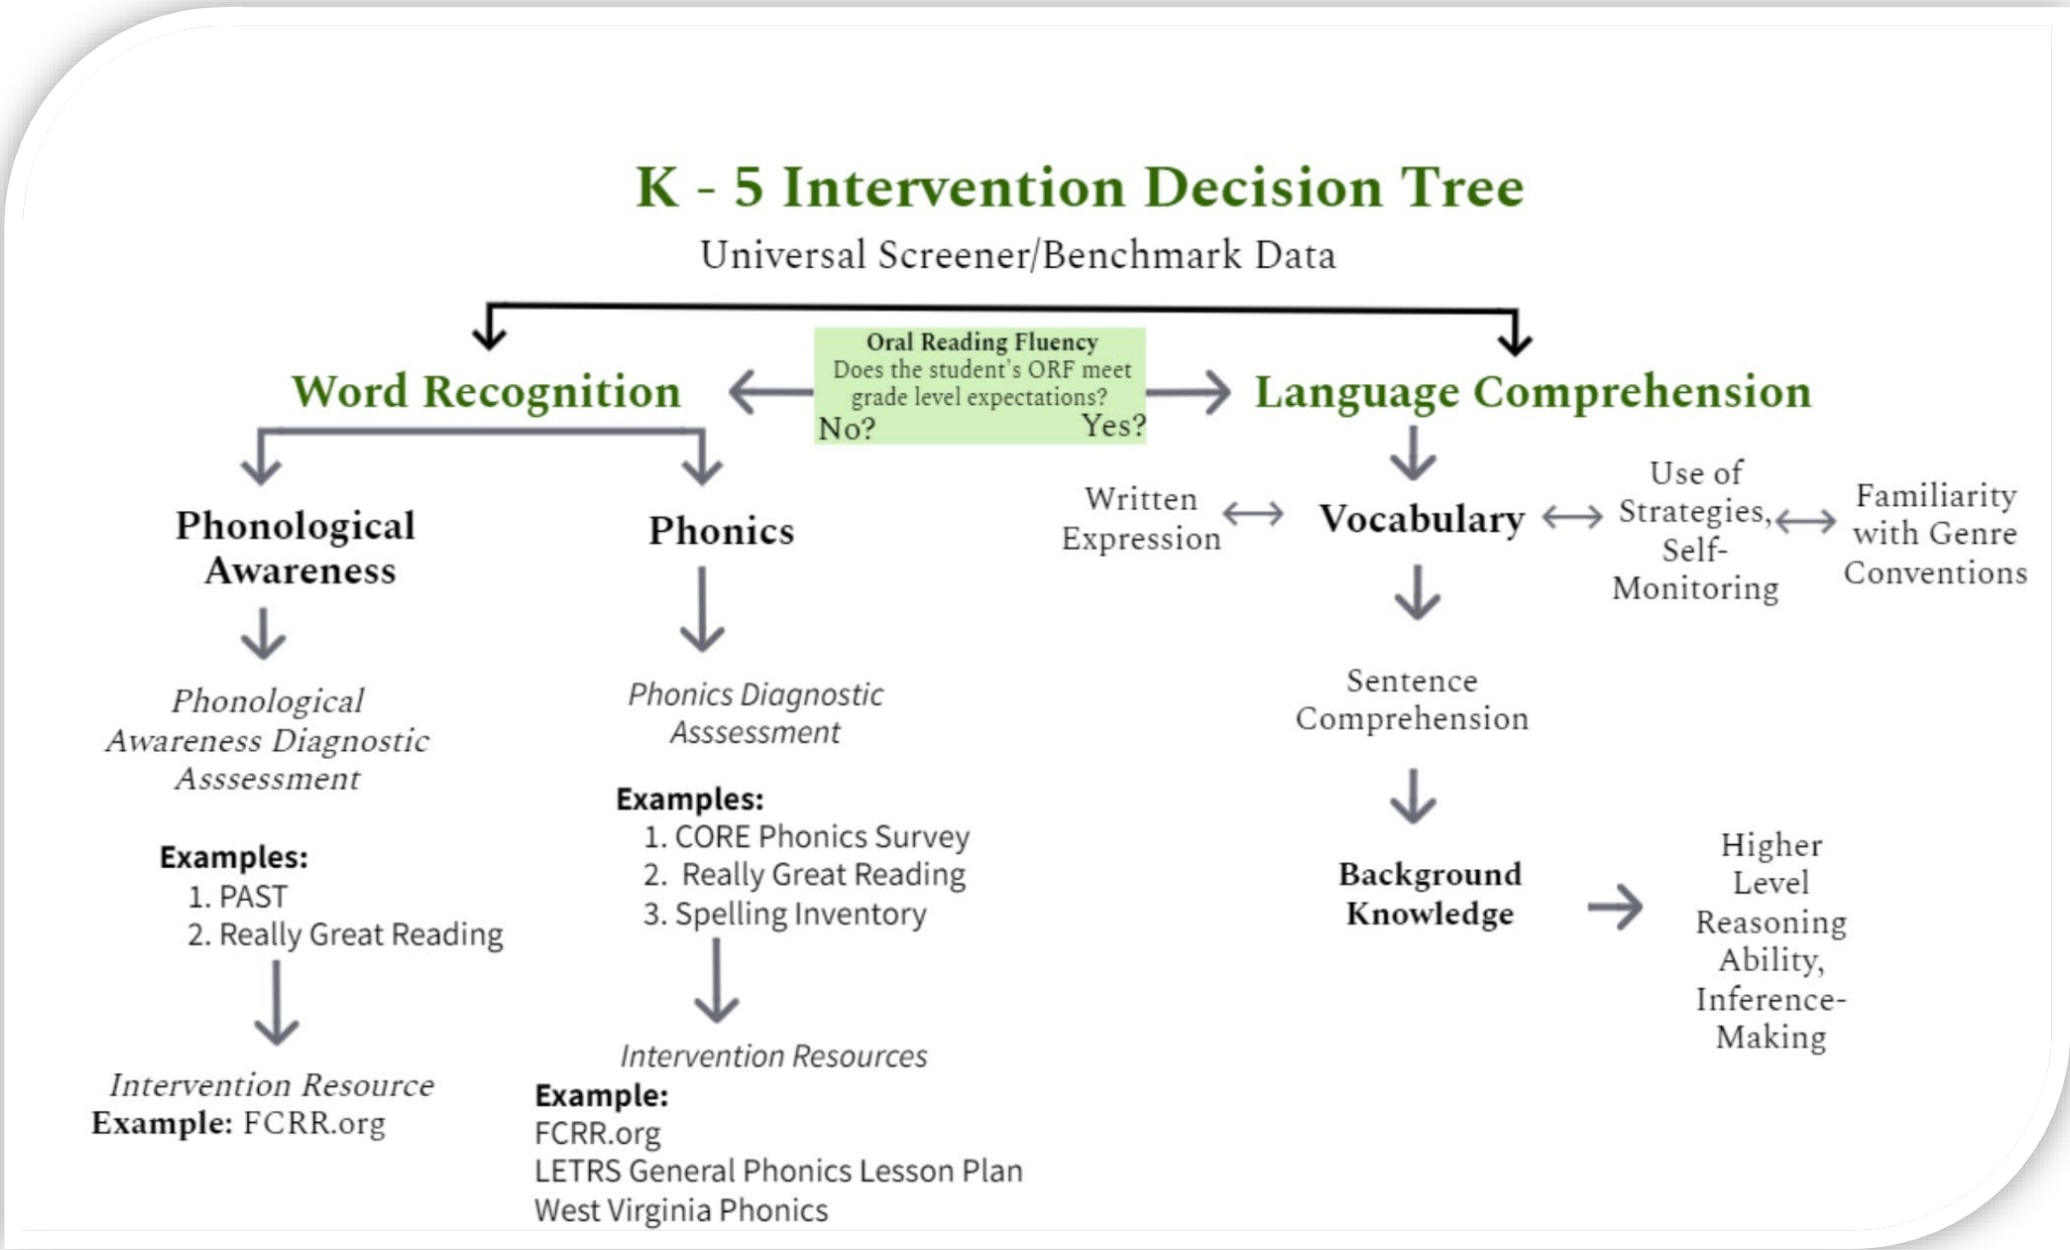 K - 5 Intervention Decision Tree
Universal Screener/Benchmark Data
Oral Reading Fluency
Does the student's ORF meet
grade level expectations?
No?
Yes?
Word Recognition
Language Comprehension
Phonological
Awareness
Phonological
Awareness Diagnostic
Asssessment
Examples:
1. PAST
2. Really Great Reading
Intervention Resource
Example: FCRR.org
Phonics
Phonics Diagnostic
Asssessment
Examples:
1. CORE Phonics Survey
2. Really Great Reading
3. Spelling Inventory
Intervention Resources
Example:
FCRR.org
LETRS General Phonics Lesson Plan
West Virginia Phonics
Written
Expression
Vocabulary
Use of
Strategies,
Self-
Monitoring
Familiarity
with Genre
Conventions
Sentence
Comprehension
Background
Knowledge
Higher
Level
Reasoning
Ability,
Inference-
Making